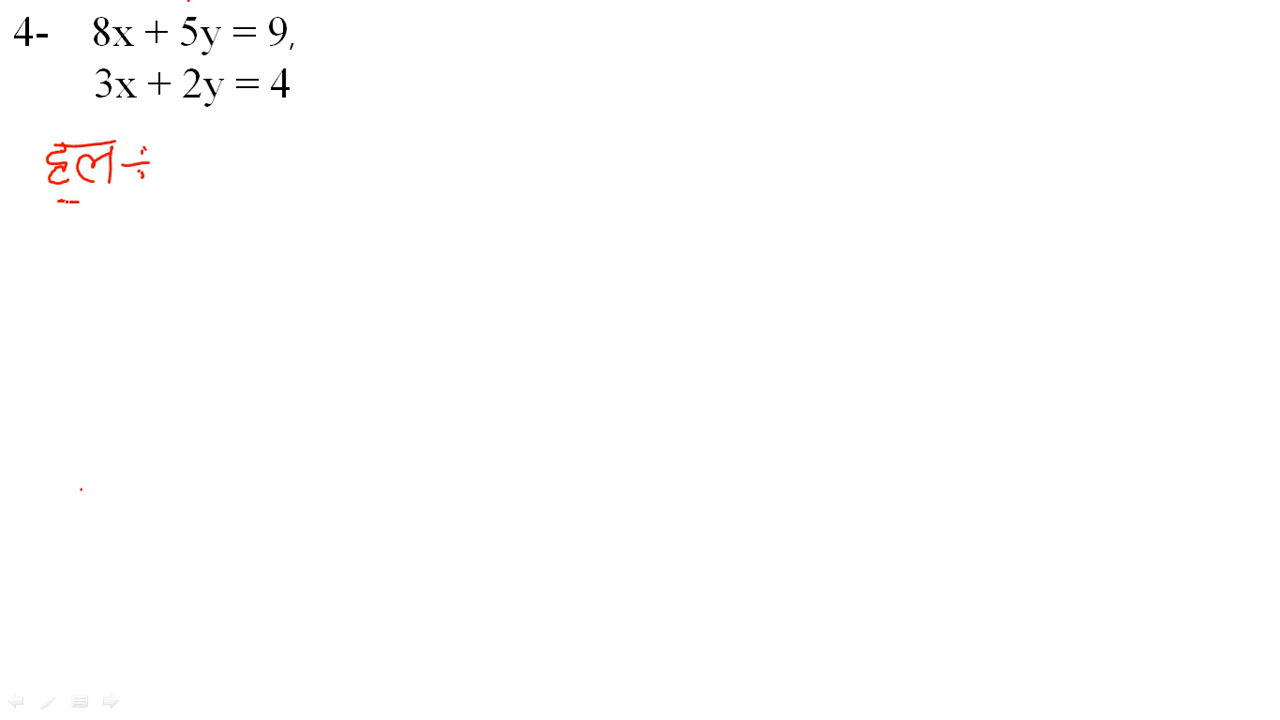 4- 8x + 5y = 9,
3x + 2y = 4
हल ÷